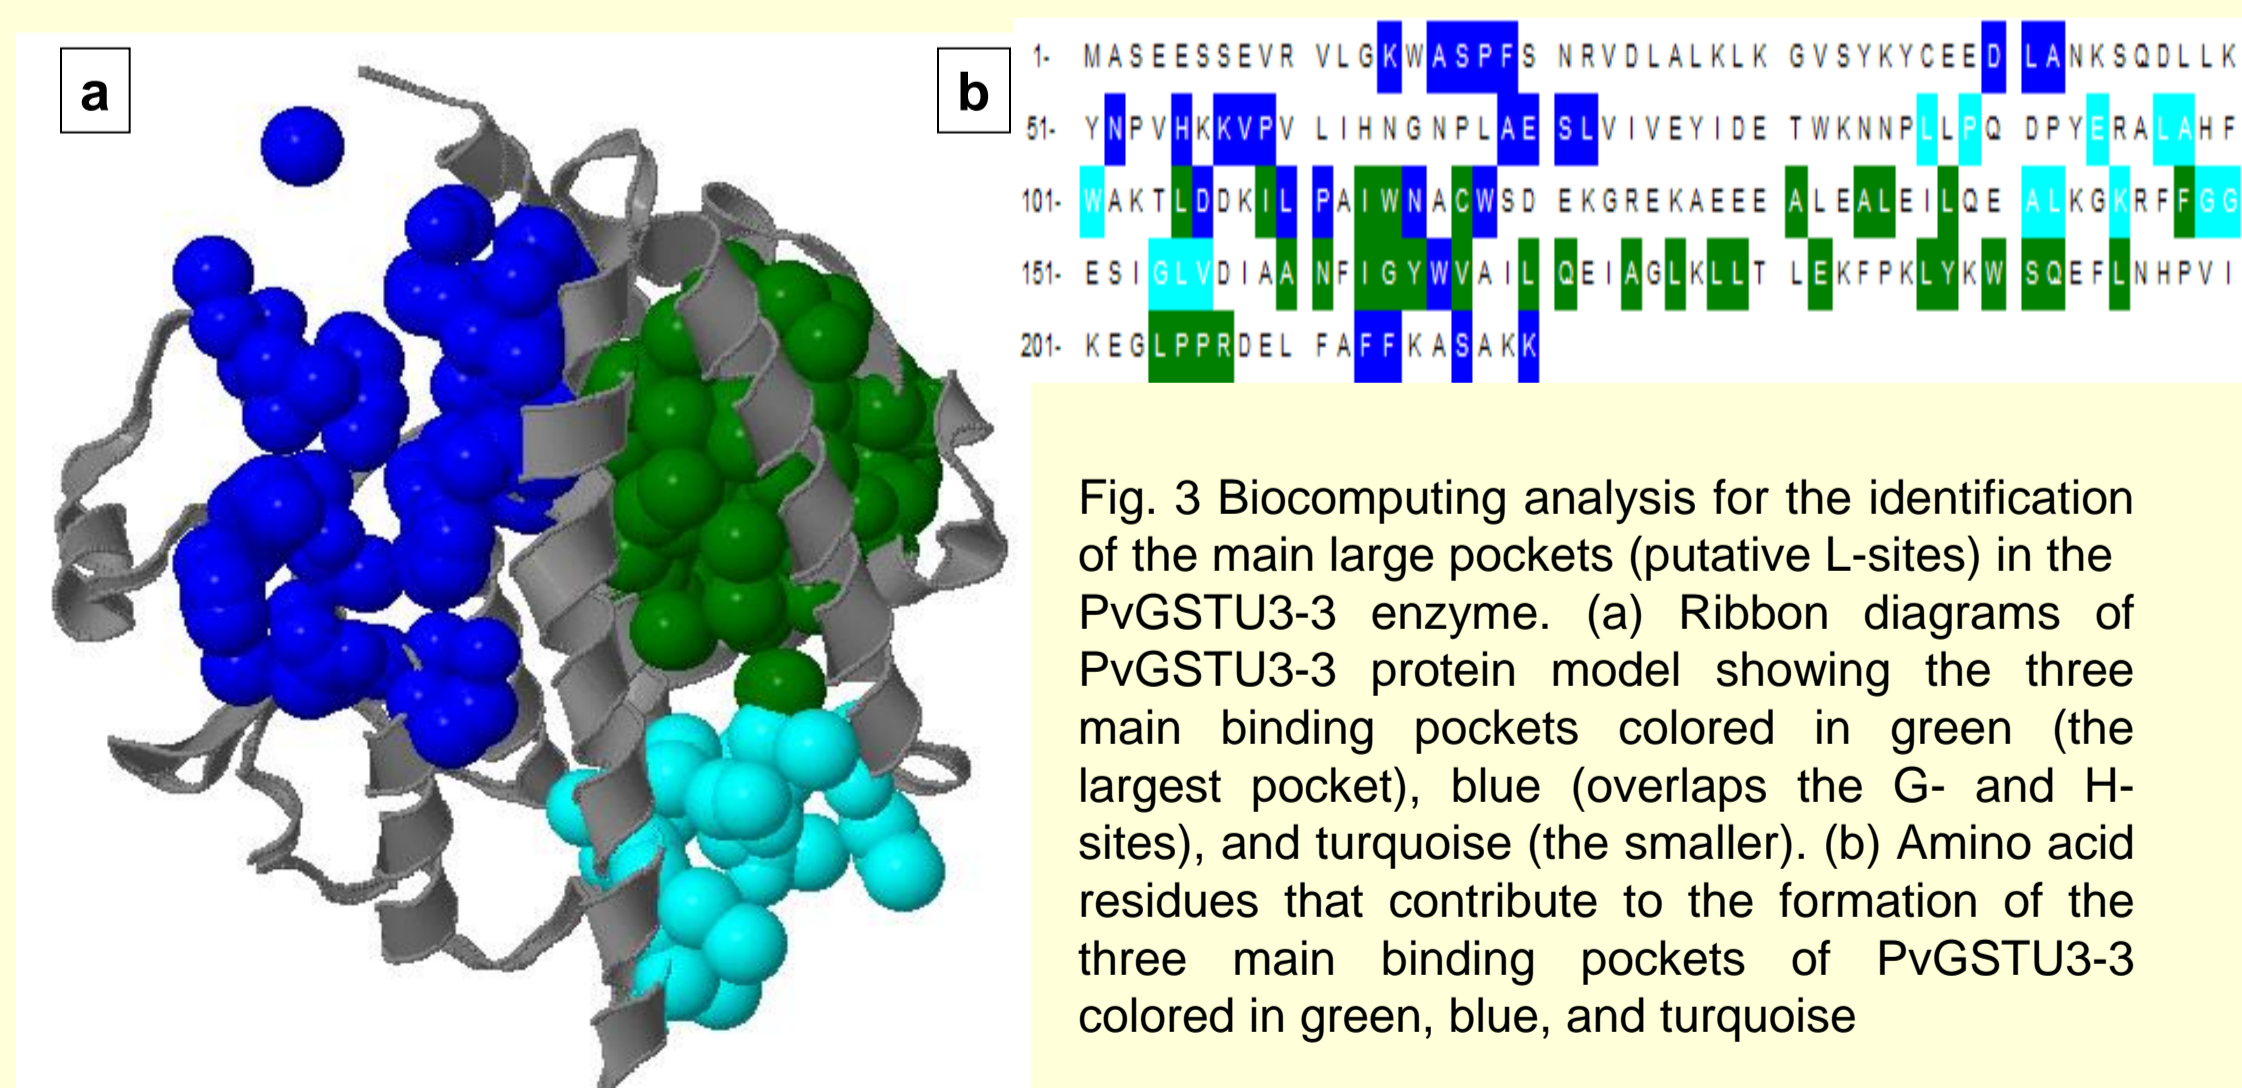 a
b
1- MASEESSEVR VLGKWASPFS NRVDLALKLK GVSYKYCEED LANKSQDLLK
51- YNPVHKKVPV LIHNGNPLAE SLVIVEYIDE TWKNNPLLPQ DPYERALAHF
101- WAKTLDDKIL PAIWNACWSD EKGREKAEEE ALEALEILQE ALKGKRFFGG
151- ESIGLVDIAA NFIGYWVAIL QEIAGLKLLT LEKFPKLYKW SQEFLNHPVI
201- KEGLPPRDEL FAFFKASAKK
Fig. 3 Biocomputing analysis for the identification
of the main large pockets (putative L-sites) in the
PvGSTU3-3 enzyme. (a) Ribbon diagrams of
PvGSTU3-3 protein model showing the three
main binding pockets colored in green (the
largest pocket), blue (overlaps the G- and H-
sites), and turquoise (the smaller). (b) Amino acid
residues that contribute to the formation of the
three main binding pockets of PvGSTU3-3
colored in green, blue, and turquoise